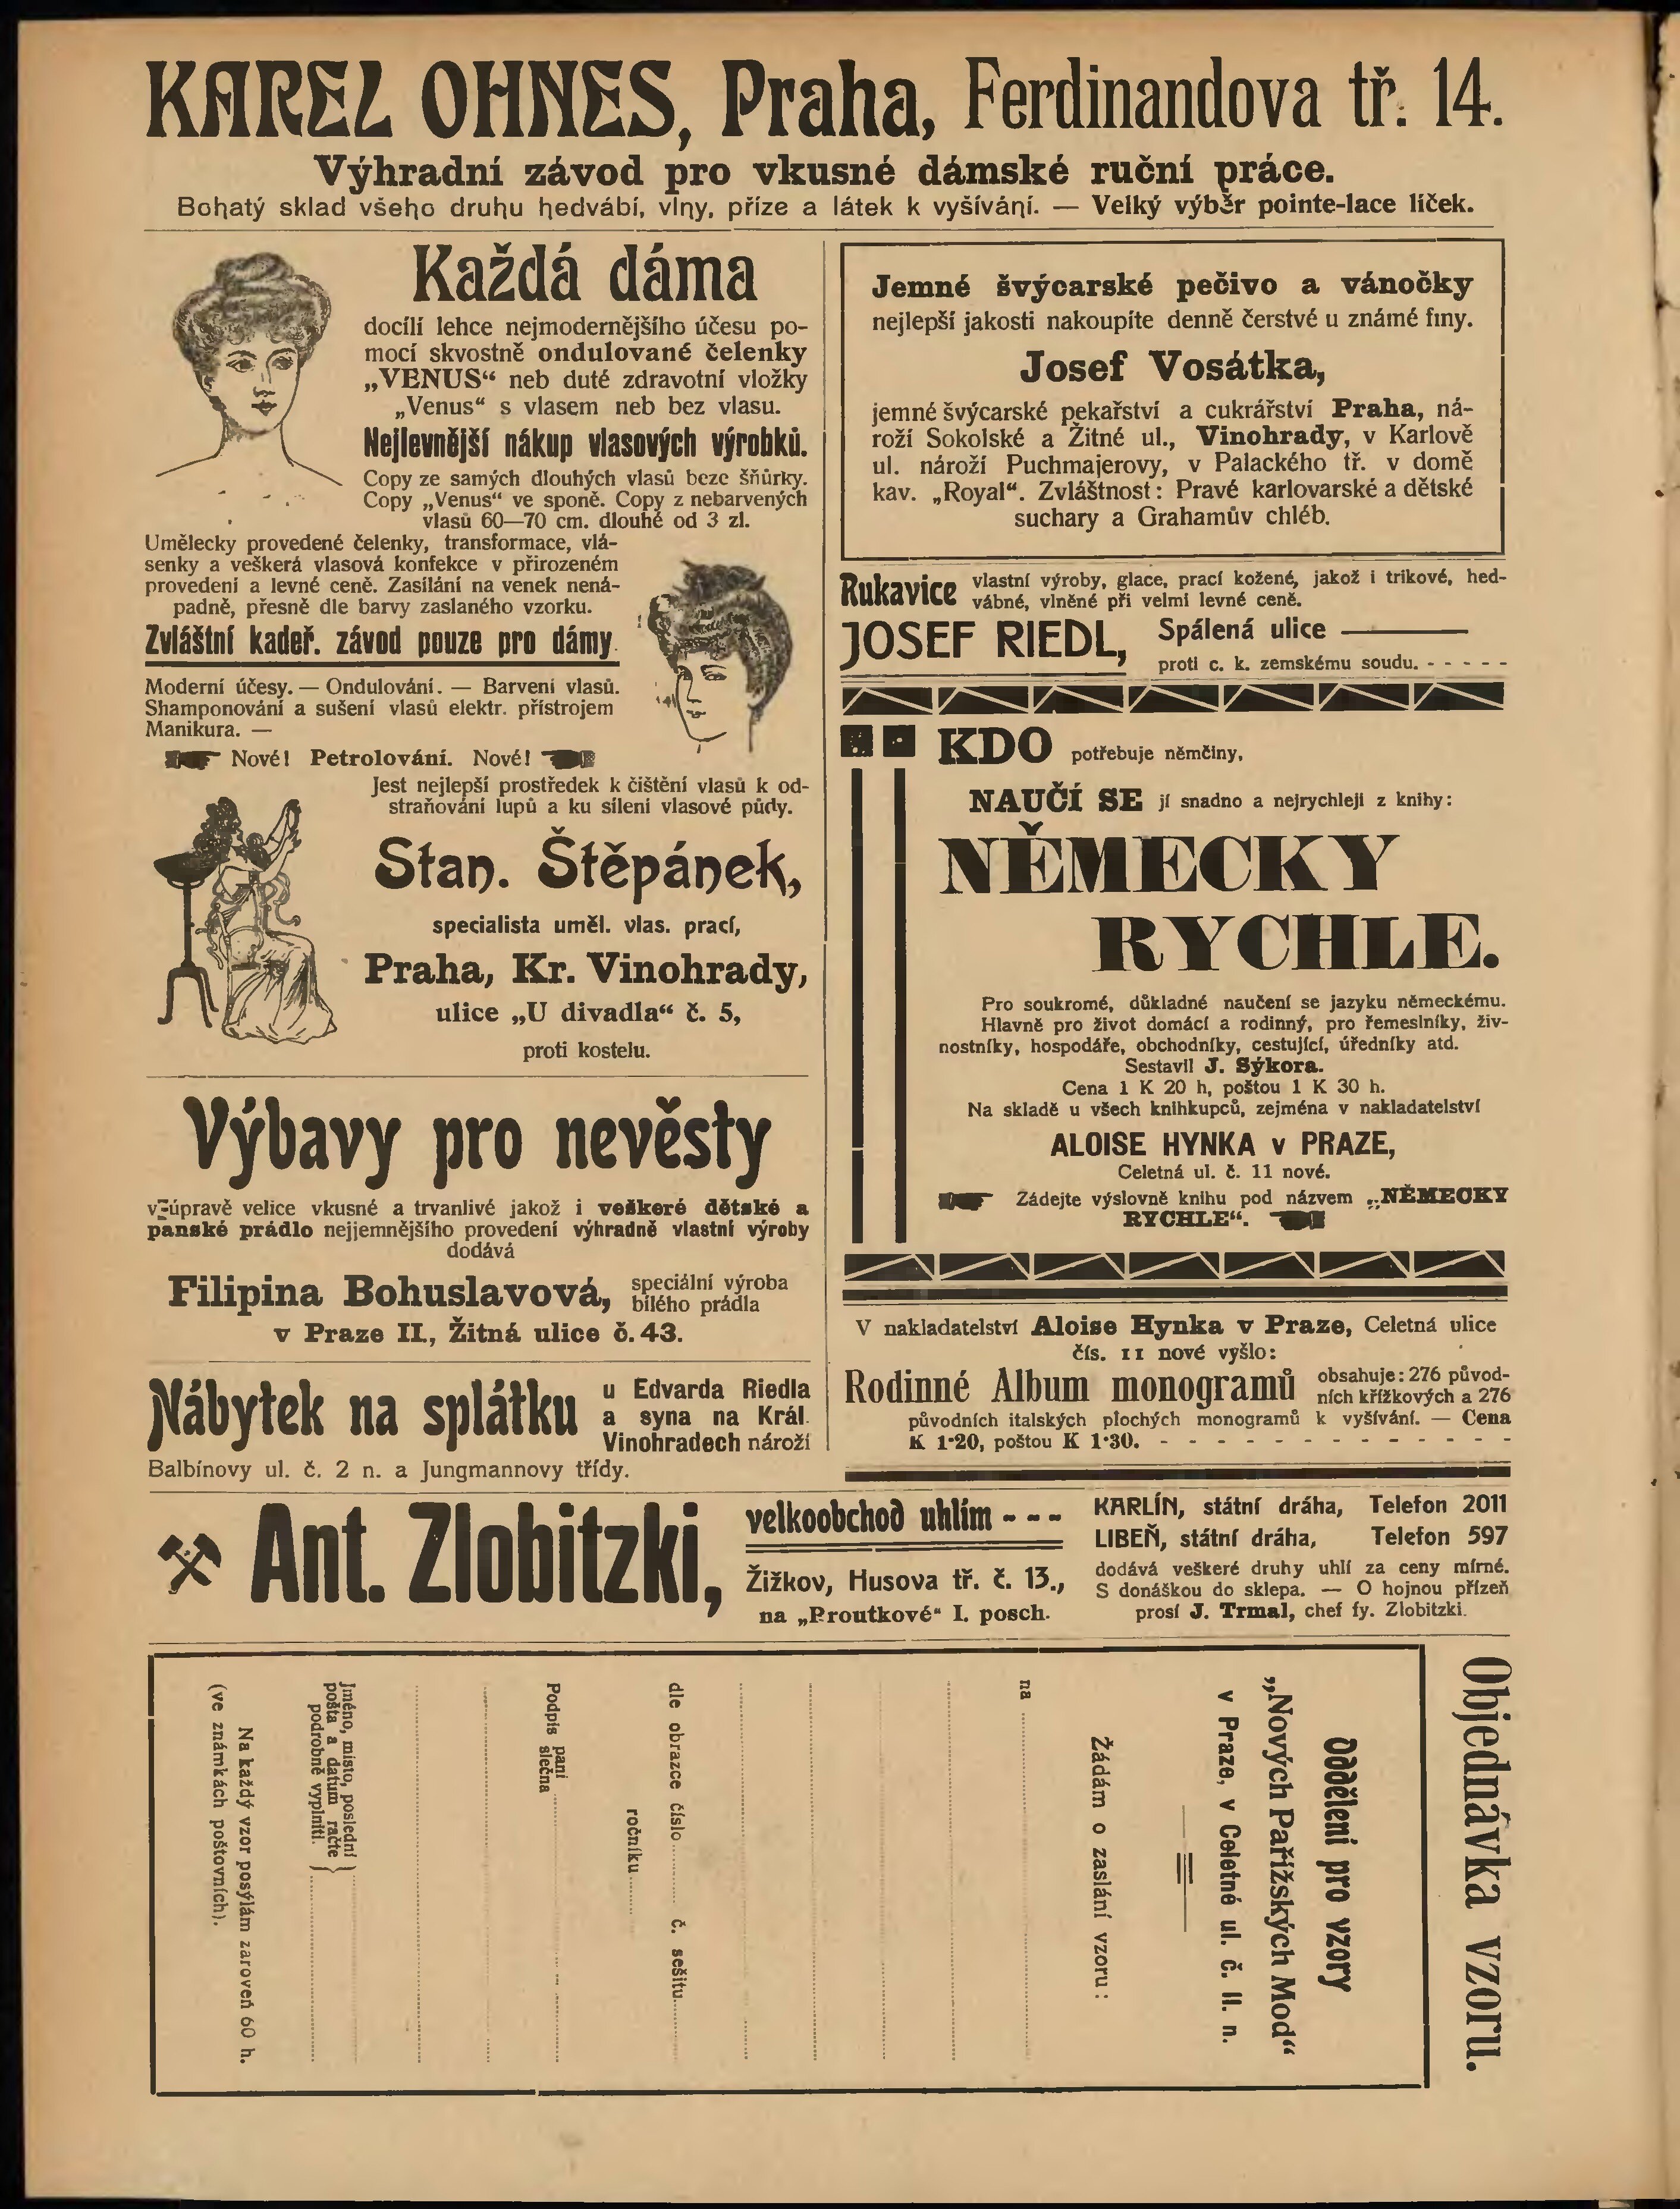 KAREL OHNES, Praha, Ferdinandova tř. 14.
Výhradní závod pro vkusné dámské ruční práce.
Bohatý sklad všeho druhu hedvábí, vlny, příze a látek k vyšívání. — Velký výběr pointe-lace líček.
Každá dáma
docílí lehce nejmodernějšího účesu po-
mocí skvostně ondulované čelenky
„VENUS“ neb duté zdravotní vložky
„Venus“ s vlasem neb bez vlasu.
Nejlevnější nákup vlasových výrobků.
Copy ze samých dlouhých vlasů beze šňůrky.
Copy „Venus“ ve sponě. Copy z nebarvených
vlasů 60—70 cm. dlouhé od 3 zl.
Umělecky provedené čelenky, transformace, vlá-
senky a veškerá vlasová konfekce v přirozeném
provedení a levné ceně. Zasílání na venek nená-
padně, přesně dle barvy zaslaného vzorku.
Zvláštní kadeř. závod pouze pro dámy.
Moderní účesy. — Ondulování. — Barvení vlasů.
Shamponování a sušení vlasů elektr. přístrojem
Manikura. —
Nové! Petrolování. Nové!
Jest nejlepší prostředek k čištění vlasů k od-
straňování lupů a ku sílení vlasové půdy.
Stan. Štěpánek,
specialista uměl. vlas. prací,
Praha, Kr. Vinohrady,
ulice „U divadla“ č. 5,
proti kostelu.
Výbavy pro nevěsty
v úpravě velice vkusné a trvanlivé jakož i veškeré dětské a
panské prádlo nejjemnějšího provedení výhradně vlastní výroby
dodává
Filipina Bohuslavová, speciální výroba
bílého prádla
v Praze II., Žitná ulice č. 43.
Nábytek na splátku u Edvarda Riedla
a syna na Král.
Vinohradech nároží
Balbínovy ul. č. 2 n. a Jungmannovy třídy.
Jemné švýcarské pečivo a vánočky
nejlepší jakosti nakoupíte denně čerstvé u známé firmy.
Josef Vosátka,
jemné švýcarské pekařství a cukrářství Praha, ná-
roží Sokolské a Žitné ul., Vinohrady, v Karlově
ul. nároží Puchmajerovy, v Palackého tř. v domě
kav. „Royal“. Zvláštnost: Pravé karlovarské a dětské
suchary a Grahamův chléb.
Rukavice vlastní výroby, glace, prací kožené, jakož i trikové, hed-
vábné, vlněné při velmi levné ceně.
JOSEF RIEDL, Spálená ulice
proti c. k. zemskému soudu. - - - - -
KDO potřebuje němčiny,
NAUČÍ SE jí snadno a nejrychleji z knihy:
NĚMECKY
RYCHLE.
Pro soukromé, důkladné naučení se jazyku německému.
Hlavně pro život domácí a rodinný, pro řemeslníky, živ-
nostníky, hospodáře, obchodníky, cestující, úředníky atd.
Sestavil J. Sýkora.
Cena 1 K 20 h, poštou 1 K 30 h.
Na skladě u všech knihkupců, zejména v nakladatelství
ALOISE HYNKA v PRAZE,
Celetná ul. č. 11 nové.
Žádejte výslovně knihu pod názvem „NĚMECKY
RYCHLE“.
V nakladatelství Aloise Hynka v Praze, Celetná ulice
čís. 11 nové vyšlo:
Rodinné Album monogramů obsahuje: 276 původ-
ních křížkových a 276
původních italských plochých monogramů k vyšívání. — Cena
K 1·20, poštou K 1·30. - - - - - - - - - - - - -
Ant. Zlobitzki,
velkoobchod uhlím - - -
Žižkov, Husova tř. č. 13.,
na „Proutkové“ I. posch.
KARLÍN, státní dráha, Telefon 2011
LIBEŇ, státní dráha, Telefon 597
dodává veškeré druhy uhlí za ceny mírné.
S donáškou do sklepa. — O hojnou přízeň
prosí J. Trmal, chef fy. Zlobitzki.
Objednávka vzoru.
Oddělení pro vzory
„Nových Pařížských Mod“
v Praze, v Celetné ul. č. 11. n.
Žádám o zaslání vzoru:
na
dle obrazce číslo č. sešitu
ročníku
Podpis paní
slečna
Jméno, místo, poslední
pošta a datum račte
podrobně vyplniti.
Na každý vzor posýlám zároveň 60 h.
(ve známkách poštovních).